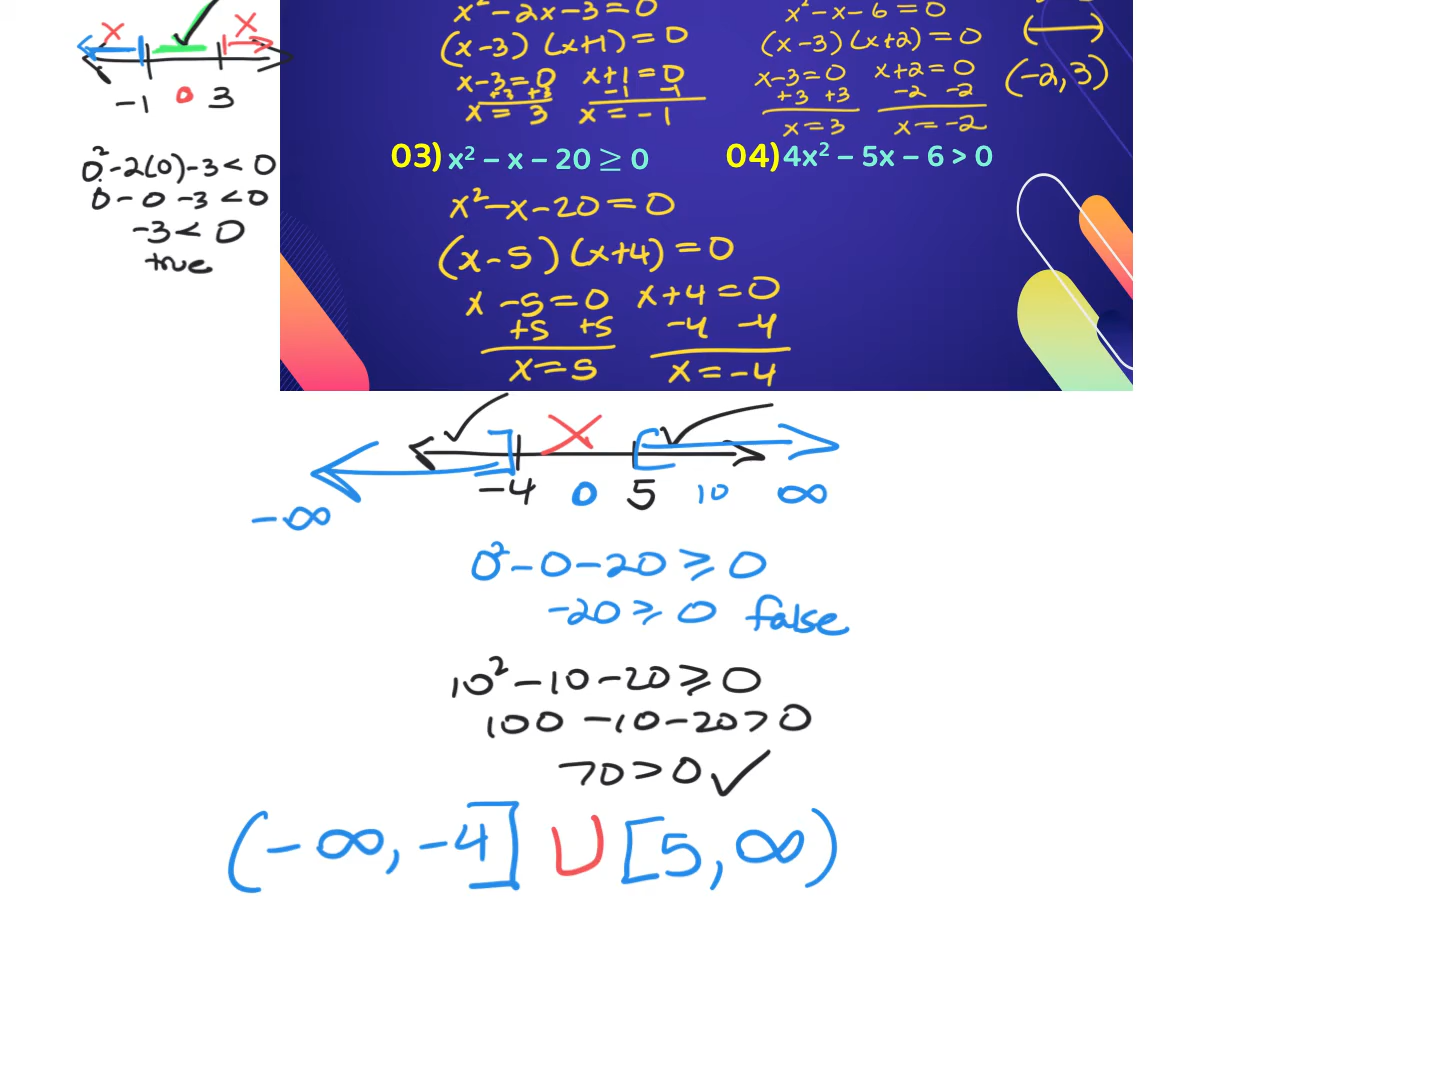 x² - 2x - 3 = 0
(x - 3) (x + 1) = 0
x - 3 = 0 x + 1 = 0
+3 +3 -1 -1
x = 3 x = -1
x² - x - 6 = 0
(x - 3) (x + 2) = 0
x - 3 = 0 x + 2 = 0
+3 +3 -2 -2
x = 3 x = -2
(-2, 3)
X X
-1 0 3
0² - 2(0) - 3 < 0
0 - 0 - 3 < 0
-3 < 0
true
03) x² – x – 20 ≥ 0
04) 4x² – 5x – 6 > 0
x² - x - 20 = 0
(x - 5) (x + 4) = 0
x - 5 = 0 x + 4 = 0
+5 +5 -4 -4
x = 5 x = -4
] X [
-4 0 5 10 ∞
-∞
0² - 0 - 20 ≥ 0
-20 ≥ 0 false
10² - 10 - 20 ≥ 0
100 - 10 - 20 > 0
70 > 0 ✓
(-∞, -4] ∪ [5, ∞)